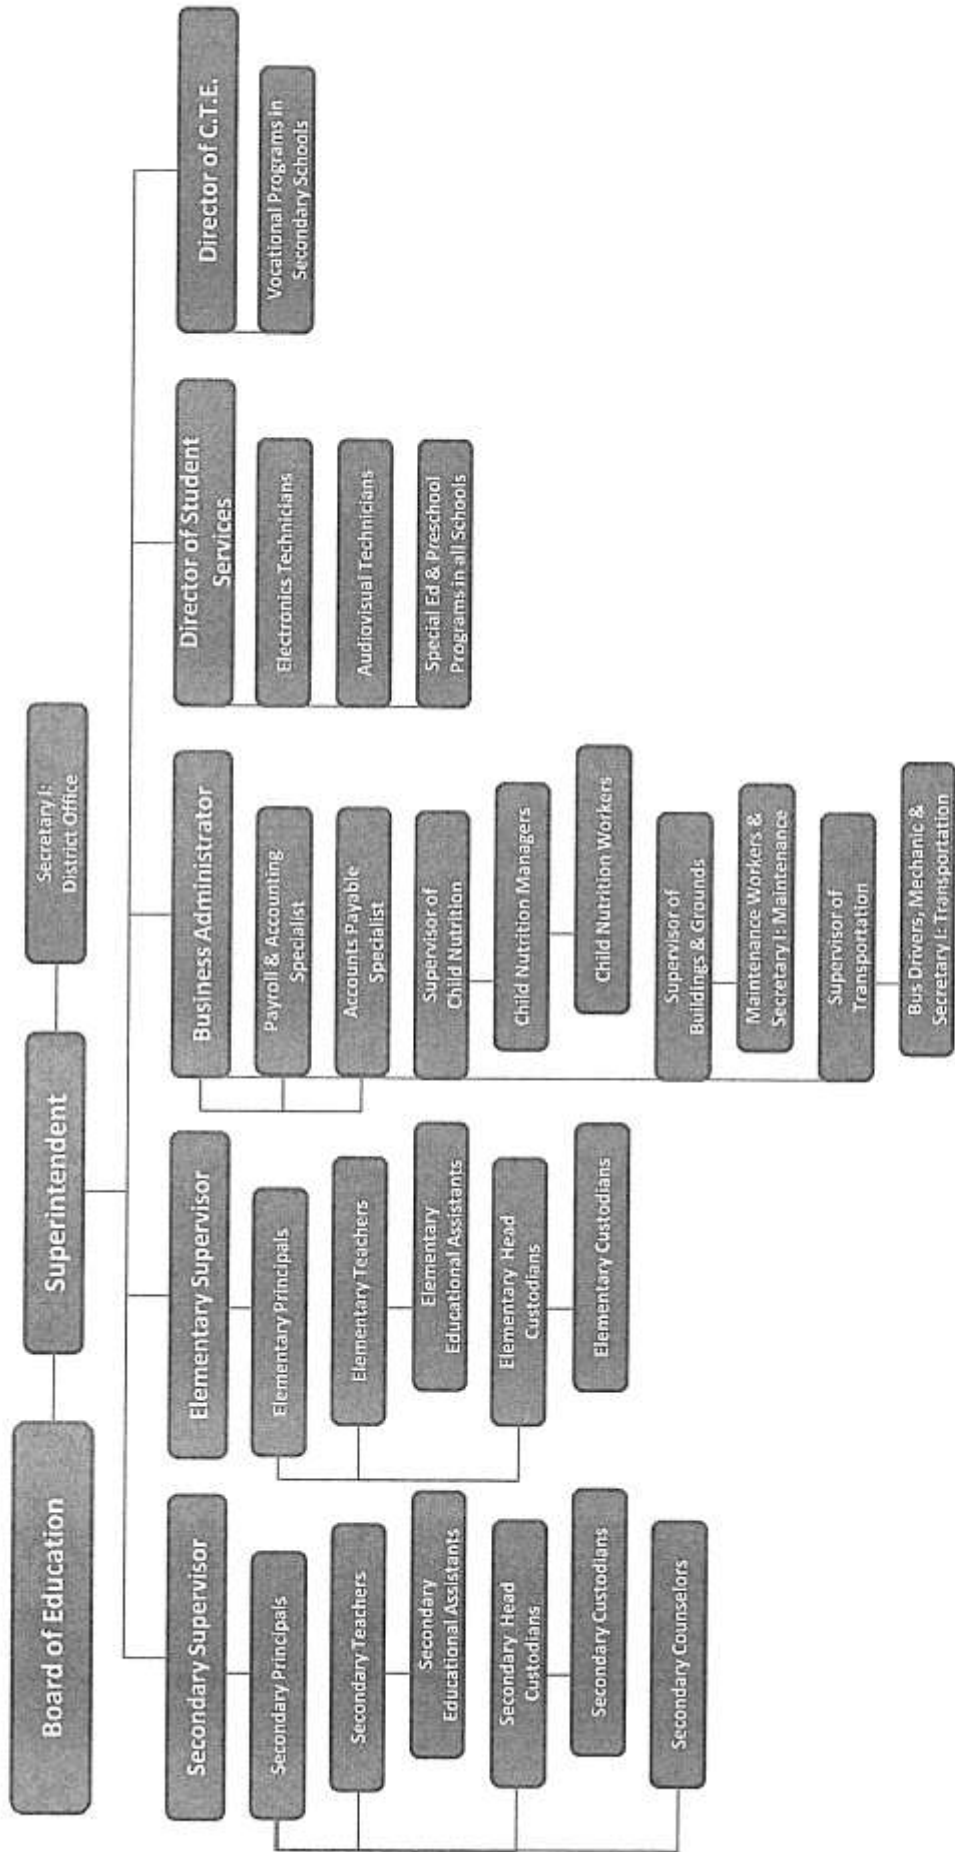 Board of Education
Superintendent
Secretary I:
District Office
Secondary Supervisor
Secondary Principals
Secondary Teachers
Secondary
Educational Assistants
Secondary Head
Custodians
Secondary Custodians
Secondary Counselors
Elementary Supervisor
Elementary Principals
Elementary Teachers
Elementary
Educational Assistants
Elementary Head
Custodians
Elementary Custodians
Business Administrator
Payroll & Accounting
Specialist
Accounts Payable
Specialist
Supervisor of
Child Nutrition
Child Nutrition Managers
Child Nutrition Workers
Supervisor of
Buildings & Grounds
Maintenance Workers &
Secretary I: Maintenance
Supervisor of
Transportation
Bus Drivers, Mechanic &
Secretary I: Transportation
Director of Student
Services
Electronics Technicians
Audiovisual Technicians
Special Ed & Preschool
Programs in all Schools
Director of C.T.E.
Vocational Programs in
Secondary Schools